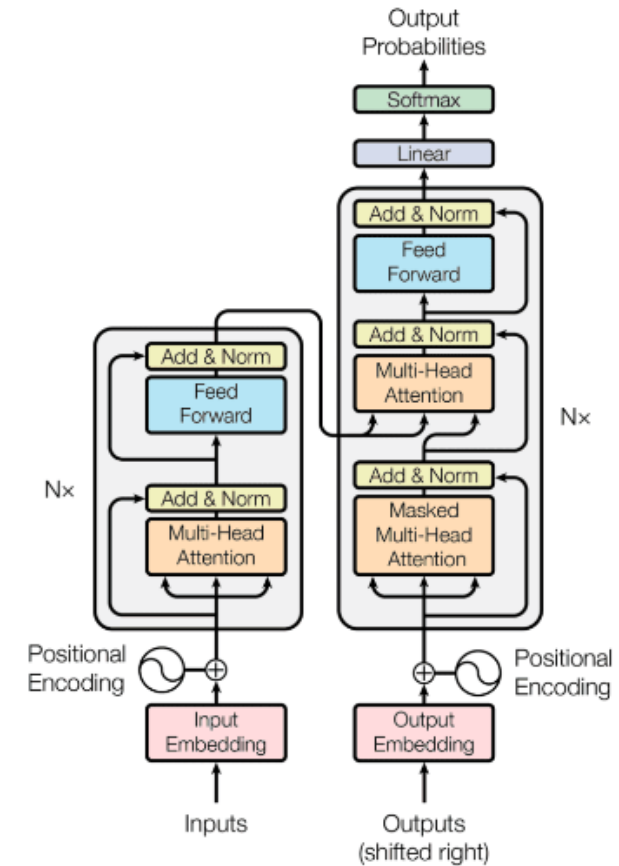 Output
Probabilities
Softmax
Linear
Add & Norm
Feed
Forward
Add & Norm
Multi-Head
Attention
Nx
Add & Norm
Masked
Multi-Head
Attention
Add & Norm
Feed
Forward
Nx
Add & Norm
Multi-Head
Attention
Positional
Encoding
Positional
Encoding
Input
Embedding
Output
Embedding
Inputs
Outputs
(shifted right)